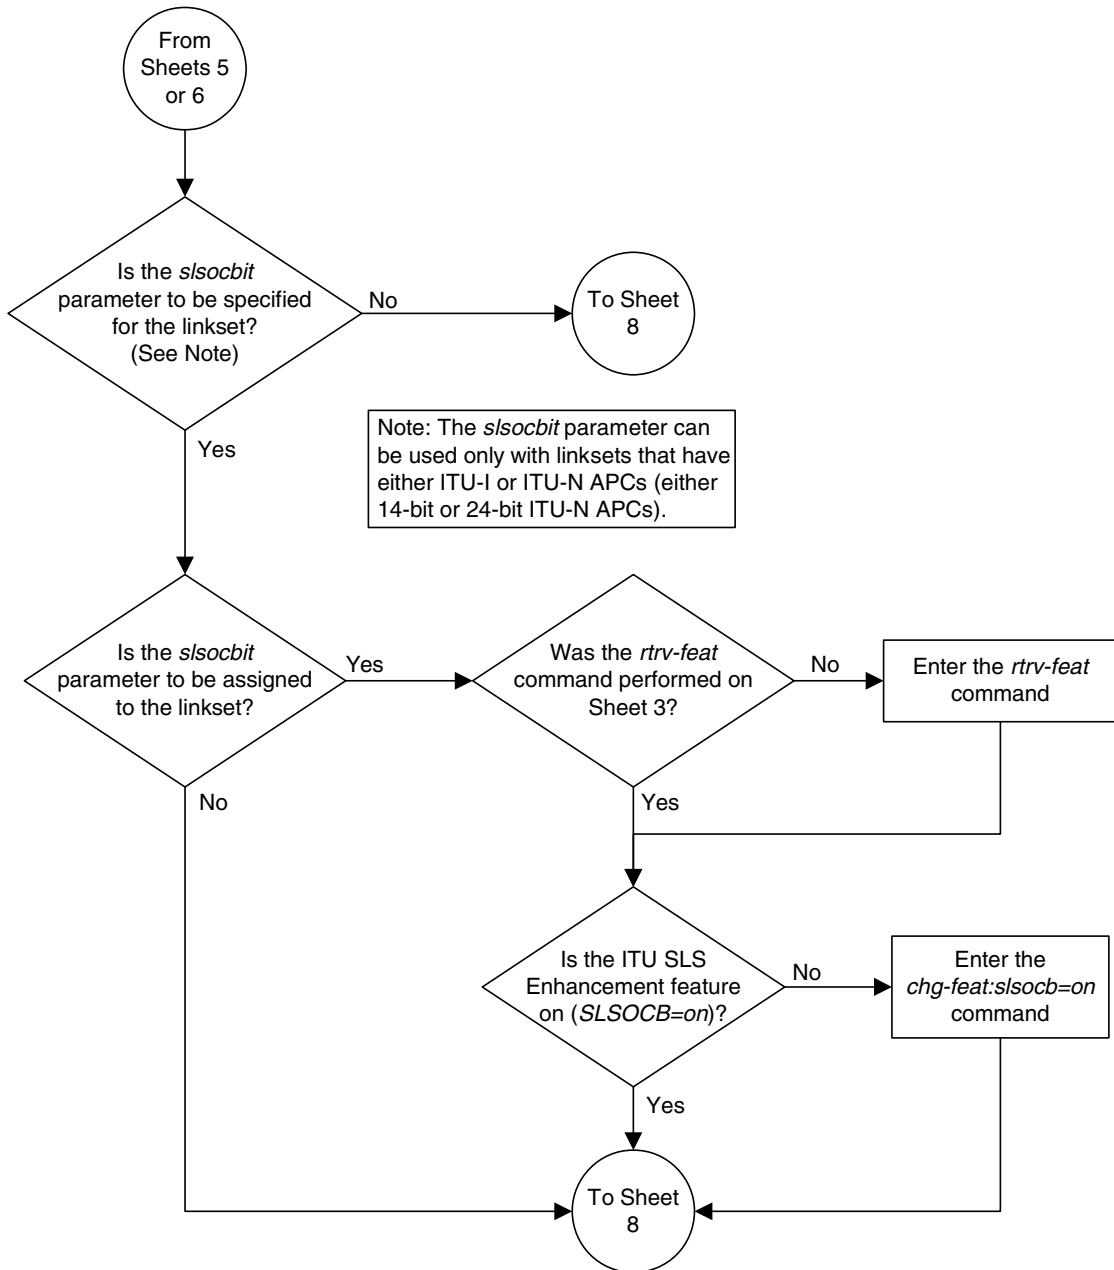 From
Sheets 5
or 6
Is the slsocbit
parameter to be specified
for the linkset?
(See Note)
No
To Sheet
8
Yes
Note: The slsocbit parameter can
be used only with linksets that have
either ITU-I or ITU-N APCs (either
14-bit or 24-bit ITU-N APCs).
Is the slsocbit
parameter to be assigned
to the linkset?
Yes
Was the rtrv-feat
command performed on
Sheet 3?
No
Enter the rtrv-feat
command
No
Yes
Is the ITU SLS
Enhancement feature
on (SLSOCB=on)?
No
Enter the
chg-feat:slsocb=on
command
Yes
To Sheet
8